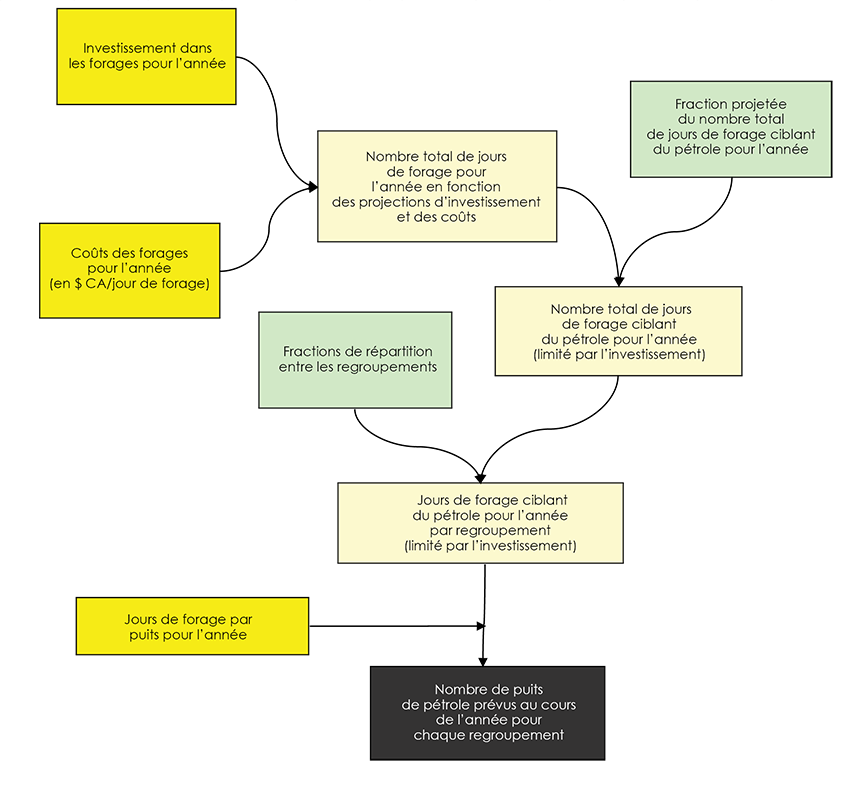 Investissement dans
les forages pour l'année
Fraction projetée
du nombre total
de jours de forage ciblant
du pétrole pour l'année
Nombre total de jours
de forage pour
l'année en fonction
des projections d'investissement
et des coûts
Coûts des forages
pour l'année
(en $ CA/jour de forage)
Nombre total de jours
de forage ciblant
du pétrole pour l'année
(limité par l'investissement)
Fractions de répartition
entre les regroupements
Jours de forage ciblant
du pétrole pour l'année
par regroupement
(limité par l'investissement)
Jours de forage par
puits pour l'année
Nombre de puits
de pétrole prévus au cours
de l'année pour
chaque regroupement